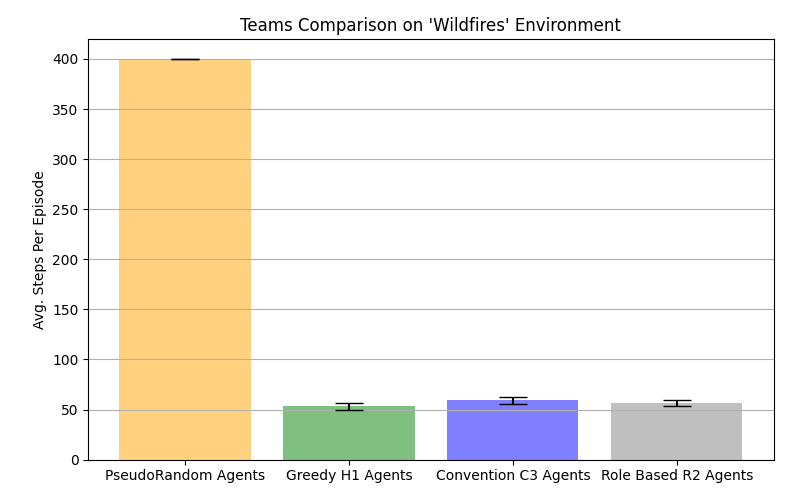 Teams Comparison on 'Wildfires' Environment
Avg. Steps Per Episode
400
350
300
250
200
150
100
50
0
PseudoRandom Agents
Greedy H1 Agents
Convention C3 Agents
Role Based R2 Agents